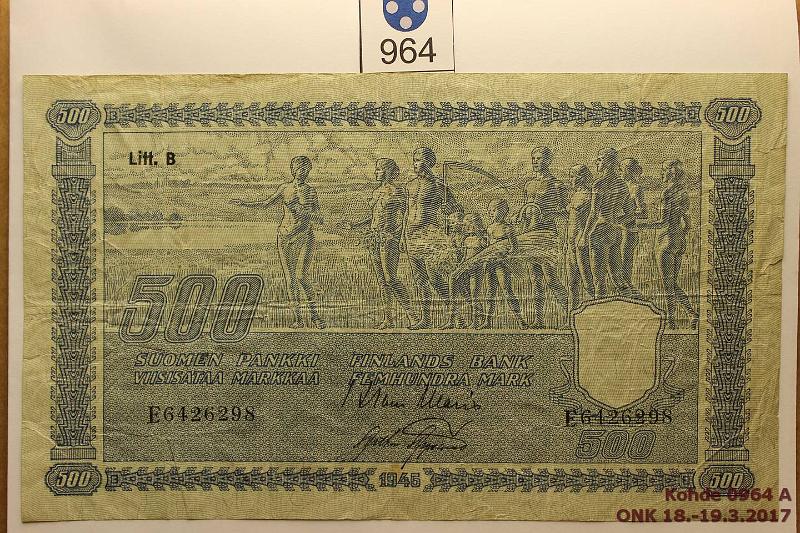 964
500 500
Litt. B
500
SUOMEN PANKKI FINLANDS BANK
VIISISATAA MARKKAA FEMHUNDRA MARK
E6426298 E6426298
500
500 1945 500
Kohde 0964 A
ONK 18.-19.3.2017